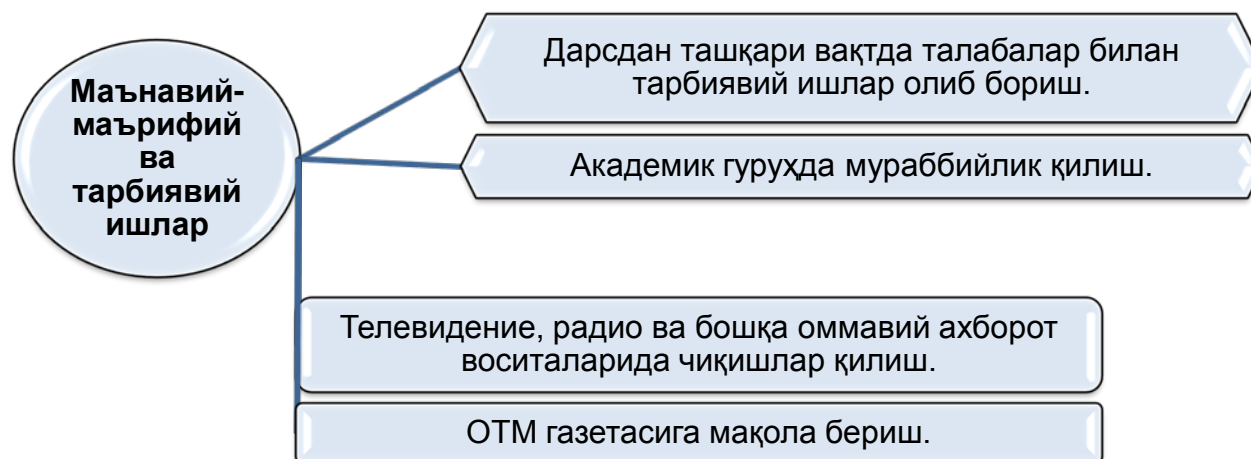 Маънавий-
маърифий
ва
тарбиявий
ишлар
Дарсдан ташқари вақтда талабалар билан
тарбиявий ишлар олиб бориш.
Академик гуруҳда мураббийлик қилиш.
Телевидение, радио ва бошқа оммавий ахборот
воситаларида чиқишлар қилиш.
ОТМ газетасига мақола бериш.